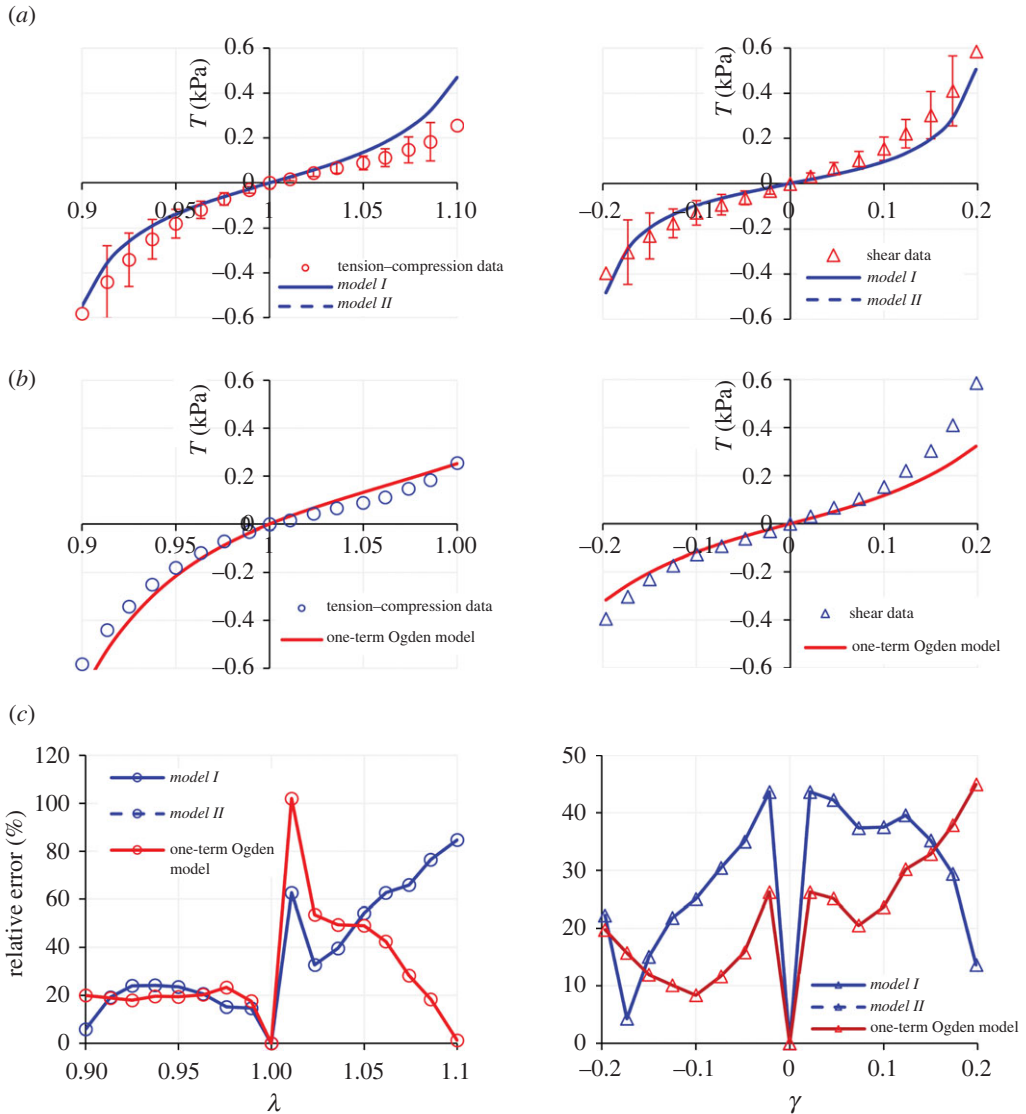 (a)
0.6
0.4
0.2
0
–0.2
–0.4
–0.6
T (kPa)
0.9
0.95
1
1.05
1.10
tension–compression data
model I
model II
0.6
0.4
0.2
0
–0.2
–0.4
–0.6
T (kPa)
–0.2
–0.1
0
0.1
0.2
shear data
model I
model II
(b)
0.6
0.4
0.2
0
–0.2
–0.4
–0.6
T (kPa)
0.9
0.95
1
1.05
1.00
tension–compression data
one-term Ogden model
0.6
0.4
0.2
–0.2
–0.4
–0.6
T (kPa)
–0.2
–0.1
0
0.1
0.2
shear data
one-term Ogden model
(c)
relative error (%)
120
100
80
60
40
20
0
0.90
0.95
1.00
1.05
1.1
λ
model I
model II
one-term Ogden
model
50
40
30
20
10
0
–0.2
–0.1
0
0.1
0.2
γ
model I
model II
one-term Ogden model